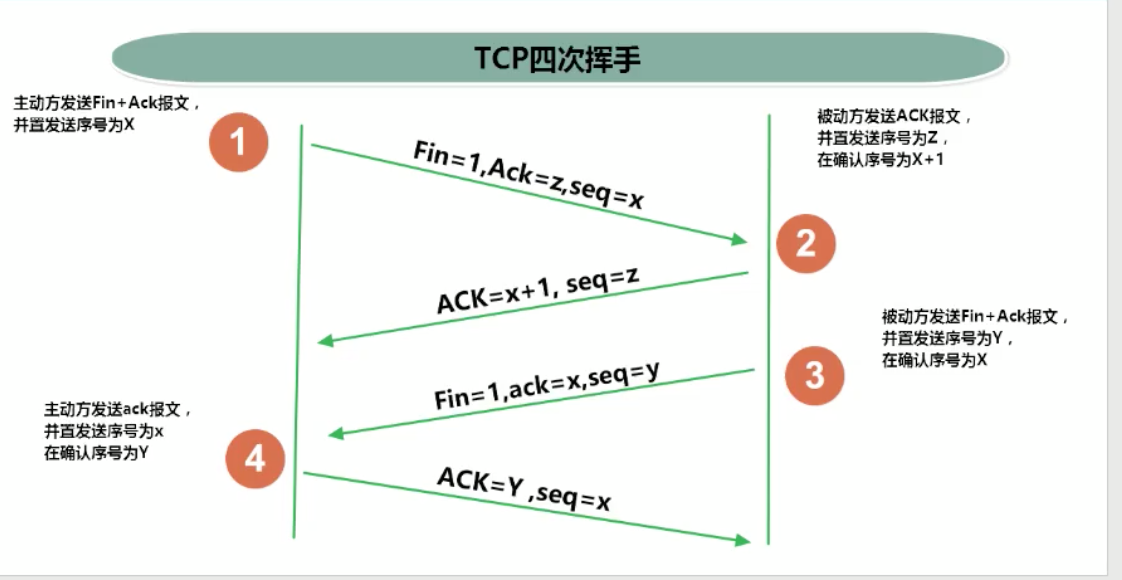 TCP四次挥手
主动方发送Fin+Ack报文，
并置发送序号为X
1
被动方发送ACK报文，
并置发送序号为Z，
在确认序号为X+1
Fin=1,Ack=z,seq=x
2
ACK=x+1, seq=z
被动方发送Fin+Ack报文，
并置发送序号为Y，
在确认序号为X
3
Fin=1,ack=x,seq=y
主动方发送ack报文，
并置发送序号为x
在确认序号为Y
4
ACK=Y ,seq=x